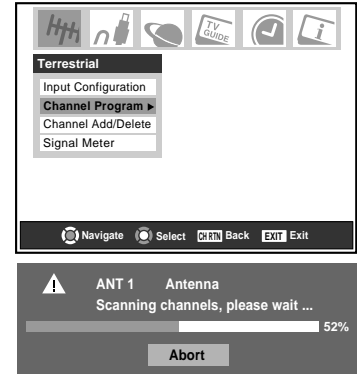 TV
GUIDE
i
Terrestrial
Input Configuration
Channel Program ▶
Channel Add/Delete
Signal Meter
Navigate Select CH RTN Back EXIT Exit
ANT 1 Antenna
Scanning channels, please wait ...
52%
Abort